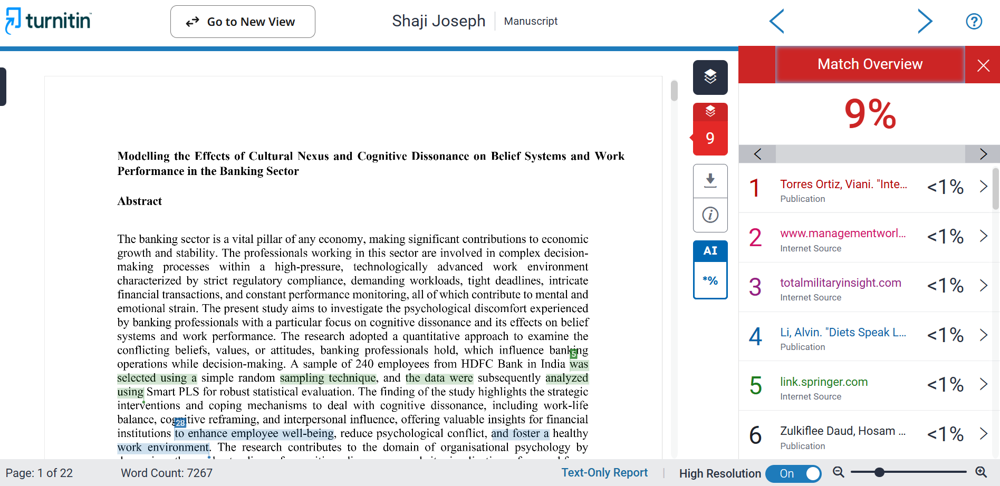 turnitin
Go to New View
Shaji Joseph
Manuscript
Modelling the Effects of Cultural Nexus and Cognitive Dissonance on Belief Systems and Work
Performance in the Banking Sector
Abstract
The banking sector is a vital pillar of any economy, making significant contributions to economic
growth and stability. The professionals working in this sector are involved in complex decision-
making processes within a high-pressure, technologically advanced work environment
characterized by strict regulatory compliance, demanding workloads, tight deadlines, intricate
financial transactions, and constant performance monitoring, all of which contribute to mental and
emotional strain. The present study aims to investigate the psychological discomfort experienced
by banking professionals with a particular focus on cognitive dissonance and its effects on belief
systems and work performance. The research adopted a quantitative approach to examine the
conflicting beliefs, values, or attitudes, banking professionals hold, which influence banking
5
operations while decision-making. A sample of 240 employees from HDFC Bank in India was
selected using a simple random sampling technique, and the data were subsequently analyzed
using Smart PLS for robust statistical evaluation. The finding of the study highlights the strategic
interventions and coping mechanisms to deal with cognitive dissonance, including work-life
balance, cognitive reframing, and interpersonal influence, offering valuable insights for financial
28
institutions to enhance employee well-being, reduce psychological conflict, and foster a healthy
work environment. The research contributes to the domain of organisational psychology by
9
AI
*%
Match Overview
9%
1 Torres Ortiz, Viani. "Inte... <1%
Publication
2 www.managementworl... <1%
Internet Source
3 totalmilitaryinsight.com <1%
Internet Source
4 Li, Alvin. "Diets Speak L... <1%
Publication
5 link.springer.com <1%
Internet Source
6 Zulkiflee Daud, Hosam ... <1%
Publication
Page: 1 of 22
Word Count: 7267
Text-Only Report
High Resolution
On